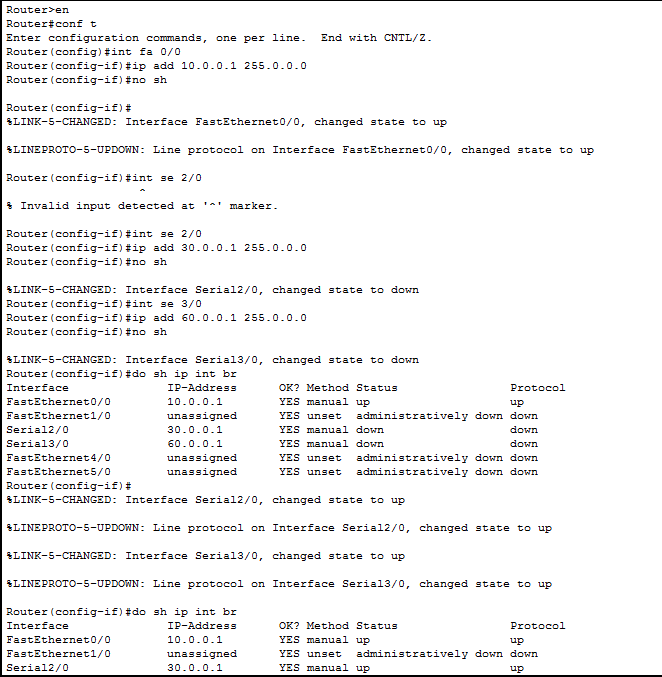 Router>en
Router#conf t
Enter configuration commands, one per line.  End with CNTL/Z.
Router(config)#int fa 0/0
Router(config-if)#ip add 10.0.0.1 255.0.0.0
Router(config-if)#no sh
Router(config-if)#
%LINK-5-CHANGED: Interface FastEthernet0/0, changed state to up
%LINEPROTO-5-UPDOWN: Line protocol on Interface FastEthernet0/0, changed state to up
Router(config-if)#int se 2/0
^
% Invalid input detected at '^' marker.
Router(config-if)#int se 2/0
Router(config-if)#ip add 30.0.0.1 255.0.0.0
Router(config-if)#no sh
%LINK-5-CHANGED: Interface Serial2/0, changed state to down
Router(config-if)#int se 3/0
Router(config-if)#ip add 60.0.0.1 255.0.0.0
Router(config-if)#no sh
%LINK-5-CHANGED: Interface Serial3/0, changed state to down
Router(config-if)#do sh ip int br
Interface              IP-Address      OK? Method Status                Protocol
FastEthernet0/0        10.0.0.1        YES manual up                    up
FastEthernet1/0        unassigned      YES unset  administratively down down
Serial2/0              30.0.0.1        YES manual down                  down
Serial3/0              60.0.0.1        YES manual down                  down
FastEthernet4/0        unassigned      YES unset  administratively down down
FastEthernet5/0        unassigned      YES unset  administratively down down
Router(config-if)#
%LINK-5-CHANGED: Interface Serial2/0, changed state to up
%LINEPROTO-5-UPDOWN: Line protocol on Interface Serial2/0, changed state to up
%LINK-5-CHANGED: Interface Serial3/0, changed state to up
%LINEPROTO-5-UPDOWN: Line protocol on Interface Serial3/0, changed state to up
Router(config-if)#do sh ip int br
Interface              IP-Address      OK? Method Status                Protocol
FastEthernet0/0        10.0.0.1        YES manual up                    up
FastEthernet1/0        unassigned      YES unset  administratively down down
Serial2/0              30.0.0.1        YES manual up                    up